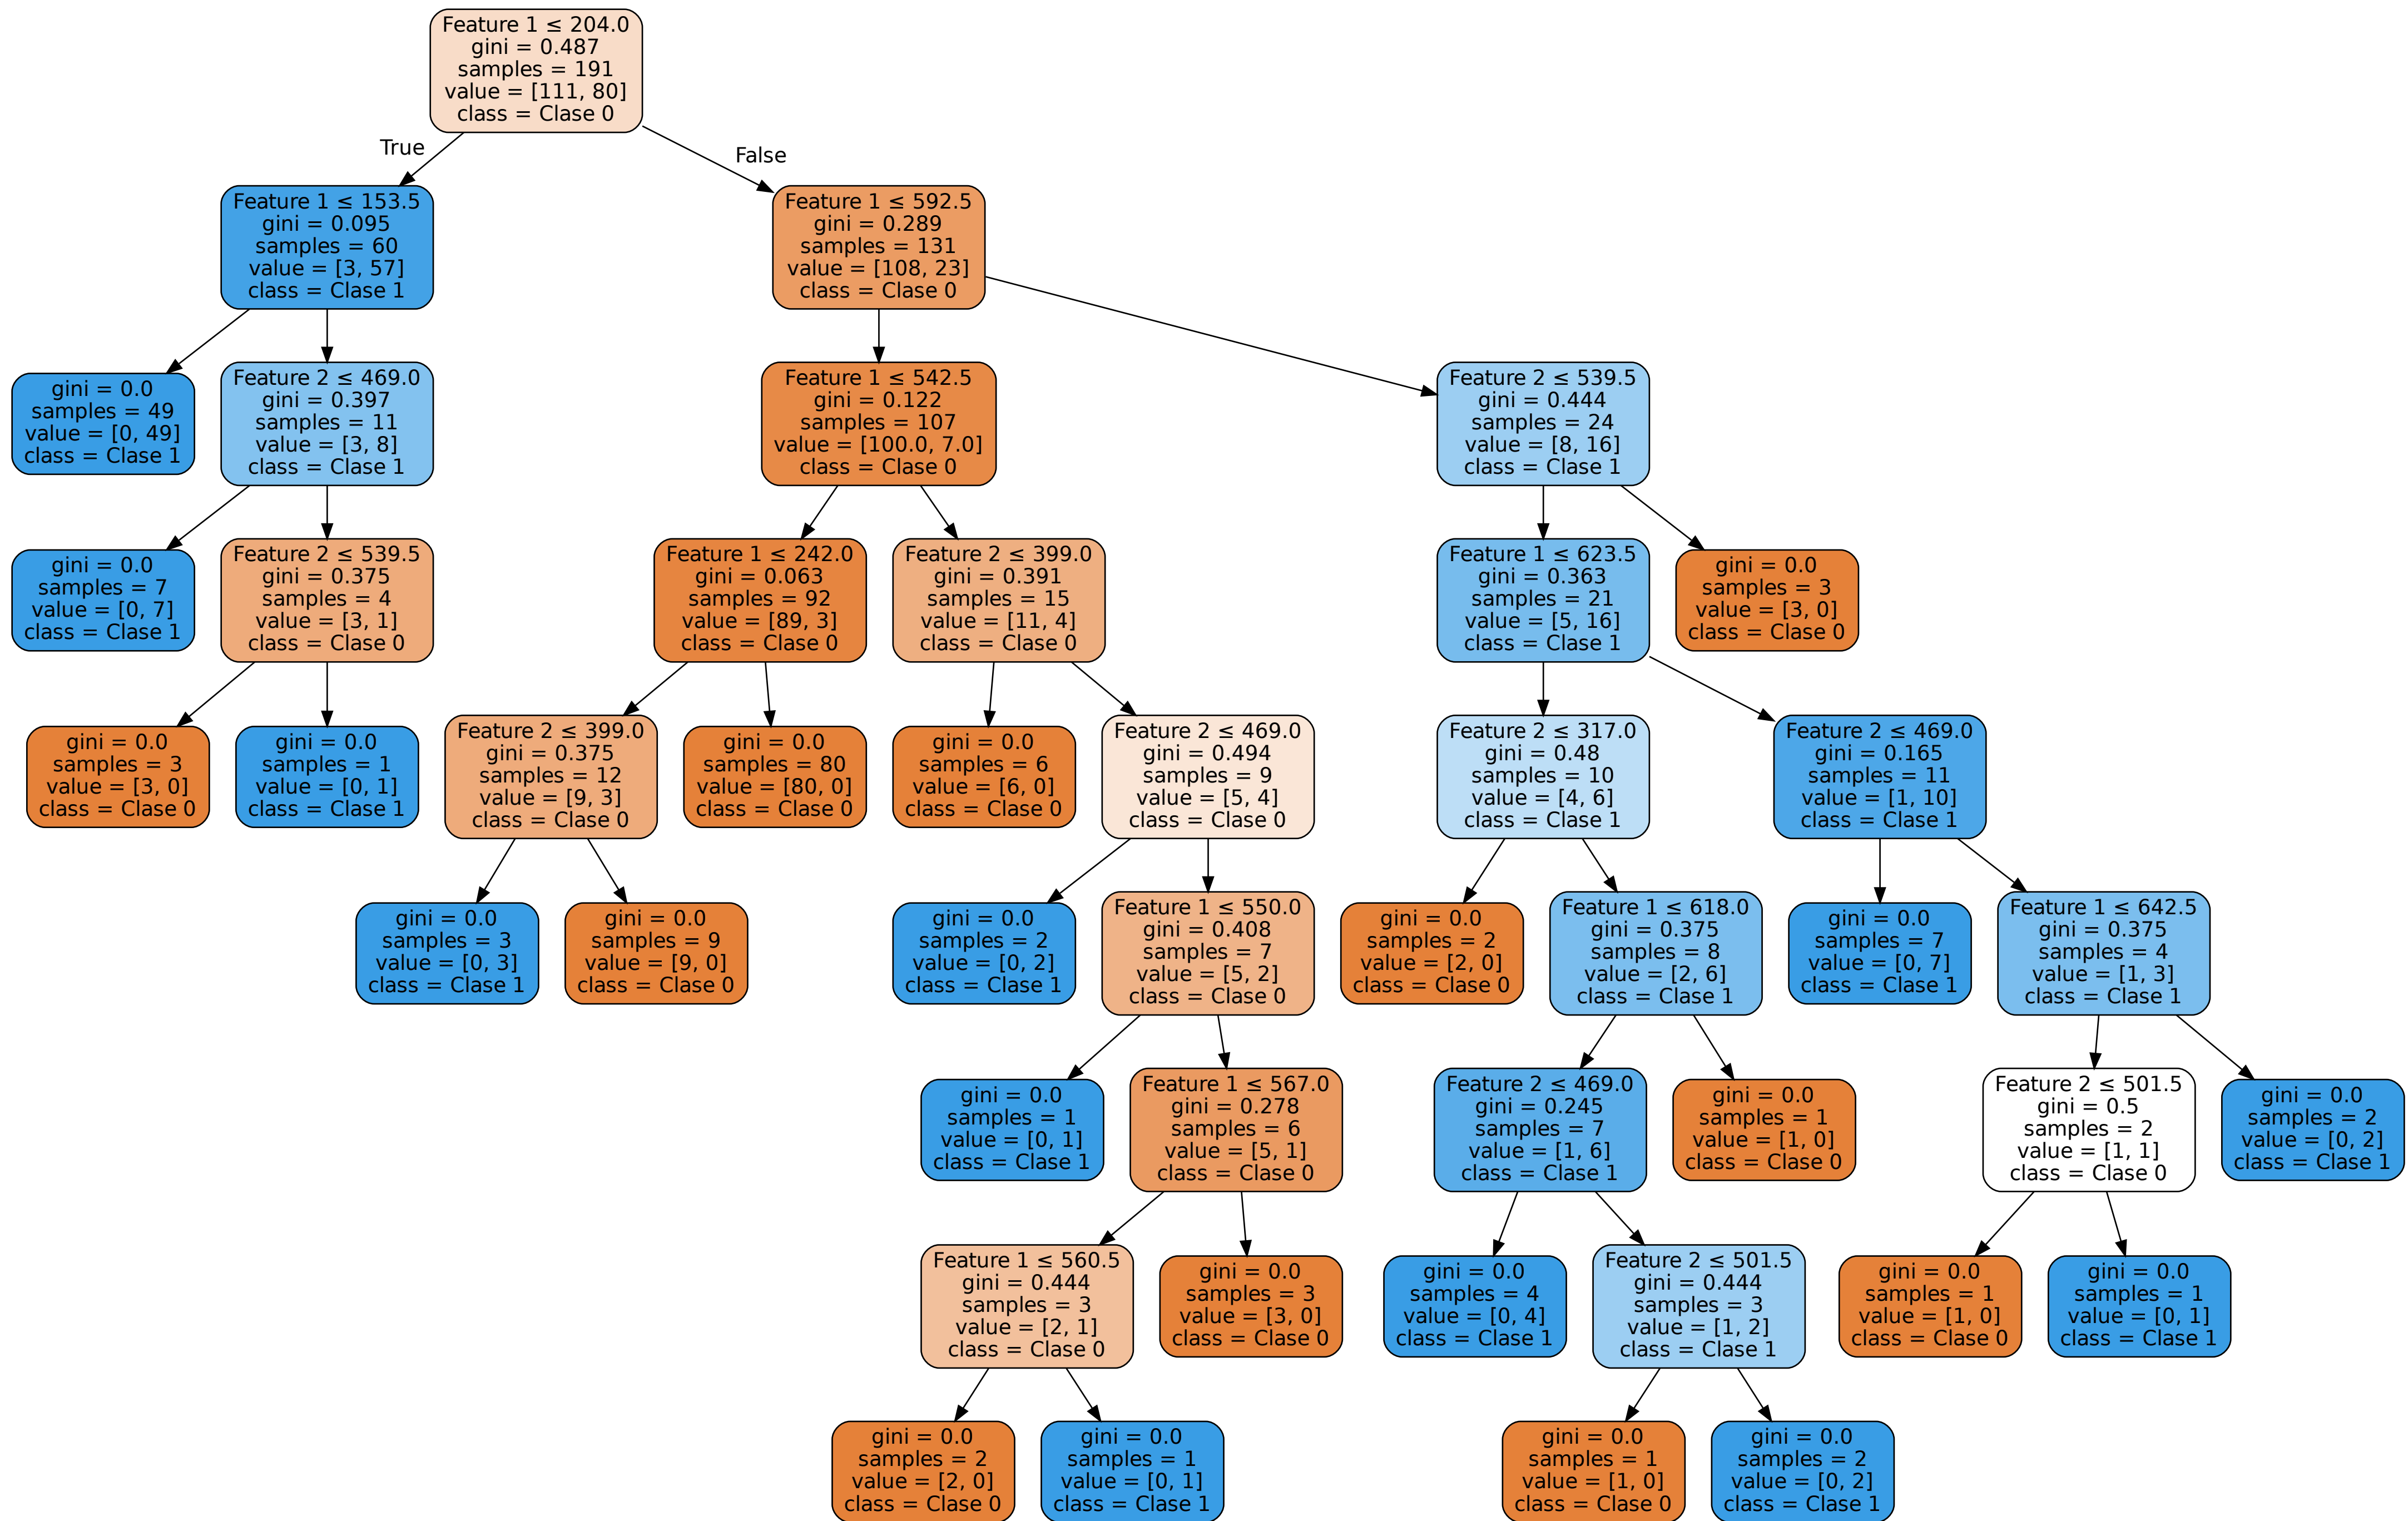 Feature 1 ≤ 204.0
gini = 0.487
samples = 191
value = [111, 80]
class = Clase 0
True
False
Feature 1 ≤ 153.5
gini = 0.095
samples = 60
value = [3, 57]
class = Clase 1
Feature 1 ≤ 592.5
gini = 0.289
samples = 131
value = [108, 23]
class = Clase 0
gini = 0.0
samples = 49
value = [0, 49]
class = Clase 1
Feature 2 ≤ 469.0
gini = 0.397
samples = 11
value = [3, 8]
class = Clase 1
Feature 1 ≤ 542.5
gini = 0.122
samples = 107
value = [100.0, 7.0]
class = Clase 0
Feature 2 ≤ 539.5
gini = 0.444
samples = 24
value = [8, 16]
class = Clase 1
gini = 0.0
samples = 7
value = [0, 7]
class = Clase 1
Feature 2 ≤ 539.5
gini = 0.375
samples = 4
value = [3, 1]
class = Clase 0
Feature 1 ≤ 242.0
gini = 0.063
samples = 92
value = [89, 3]
class = Clase 0
Feature 2 ≤ 399.0
gini = 0.391
samples = 15
value = [11, 4]
class = Clase 0
Feature 1 ≤ 623.5
gini = 0.363
samples = 21
value = [5, 16]
class = Clase 1
gini = 0.0
samples = 3
value = [3, 0]
class = Clase 0
gini = 0.0
samples = 3
value = [3, 0]
class = Clase 0
gini = 0.0
samples = 1
value = [0, 1]
class = Clase 1
Feature 2 ≤ 399.0
gini = 0.375
samples = 12
value = [9, 3]
class = Clase 0
gini = 0.0
samples = 80
value = [80, 0]
class = Clase 0
gini = 0.0
samples = 6
value = [6, 0]
class = Clase 0
Feature 2 ≤ 469.0
gini = 0.494
samples = 9
value = [5, 4]
class = Clase 0
Feature 2 ≤ 317.0
gini = 0.48
samples = 10
value = [4, 6]
class = Clase 1
Feature 2 ≤ 469.0
gini = 0.165
samples = 11
value = [1, 10]
class = Clase 1
gini = 0.0
samples = 3
value = [0, 3]
class = Clase 1
gini = 0.0
samples = 9
value = [9, 0]
class = Clase 0
gini = 0.0
samples = 2
value = [0, 2]
class = Clase 1
Feature 1 ≤ 550.0
gini = 0.408
samples = 7
value = [5, 2]
class = Clase 0
gini = 0.0
samples = 2
value = [2, 0]
class = Clase 0
Feature 1 ≤ 618.0
gini = 0.375
samples = 8
value = [2, 6]
class = Clase 1
gini = 0.0
samples = 7
value = [0, 7]
class = Clase 1
Feature 1 ≤ 642.5
gini = 0.375
samples = 4
value = [1, 3]
class = Clase 1
gini = 0.0
samples = 1
value = [0, 1]
class = Clase 1
Feature 1 ≤ 567.0
gini = 0.278
samples = 6
value = [5, 1]
class = Clase 0
Feature 2 ≤ 469.0
gini = 0.245
samples = 7
value = [1, 6]
class = Clase 1
gini = 0.0
samples = 1
value = [1, 0]
class = Clase 0
Feature 2 ≤ 501.5
gini = 0.5
samples = 2
value = [1, 1]
class = Clase 0
gini = 0.0
samples = 2
value = [0, 2]
class = Clase 1
Feature 1 ≤ 560.5
gini = 0.444
samples = 3
value = [2, 1]
class = Clase 0
gini = 0.0
samples = 3
value = [3, 0]
class = Clase 0
gini = 0.0
samples = 4
value = [0, 4]
class = Clase 1
Feature 2 ≤ 501.5
gini = 0.444
samples = 3
value = [1, 2]
class = Clase 1
gini = 0.0
samples = 1
value = [1, 0]
class = Clase 0
gini = 0.0
samples = 1
value = [0, 1]
class = Clase 1
gini = 0.0
samples = 2
value = [2, 0]
class = Clase 0
gini = 0.0
samples = 1
value = [0, 1]
class = Clase 1
gini = 0.0
samples = 1
value = [1, 0]
class = Clase 0
gini = 0.0
samples = 2
value = [0, 2]
class = Clase 1